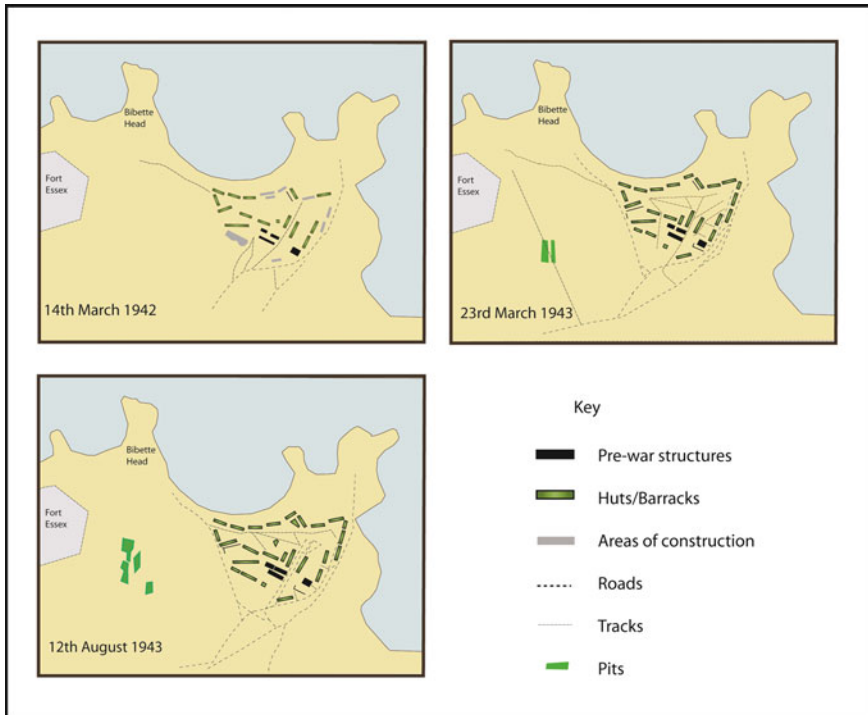 Bibette
Head
Fort
Essex
14th March 1942
Bibette
Head
Fort
Essex
23rd March 1943
Bibette
Head
Fort
Essex
12th August 1943
Key
Pre-war structures
Huts/Barracks
Areas of construction
Roads
Tracks
Pits